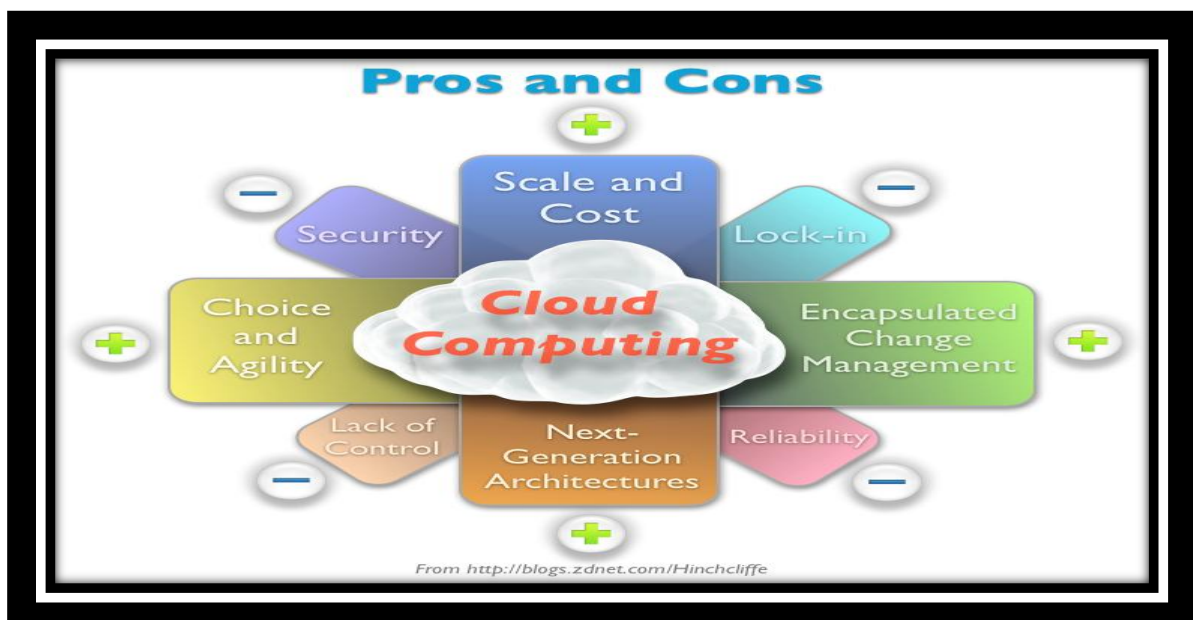 Pros and Cons
Scale and
Cost
Security
Lock-in
Choice
and
Agility
Cloud
Computing
Encapsulated
Change
Management
Lack of
Control
Next-
Generation
Architectures
Reliability
From http://blogs.zdnet.com/Hinchcliffe